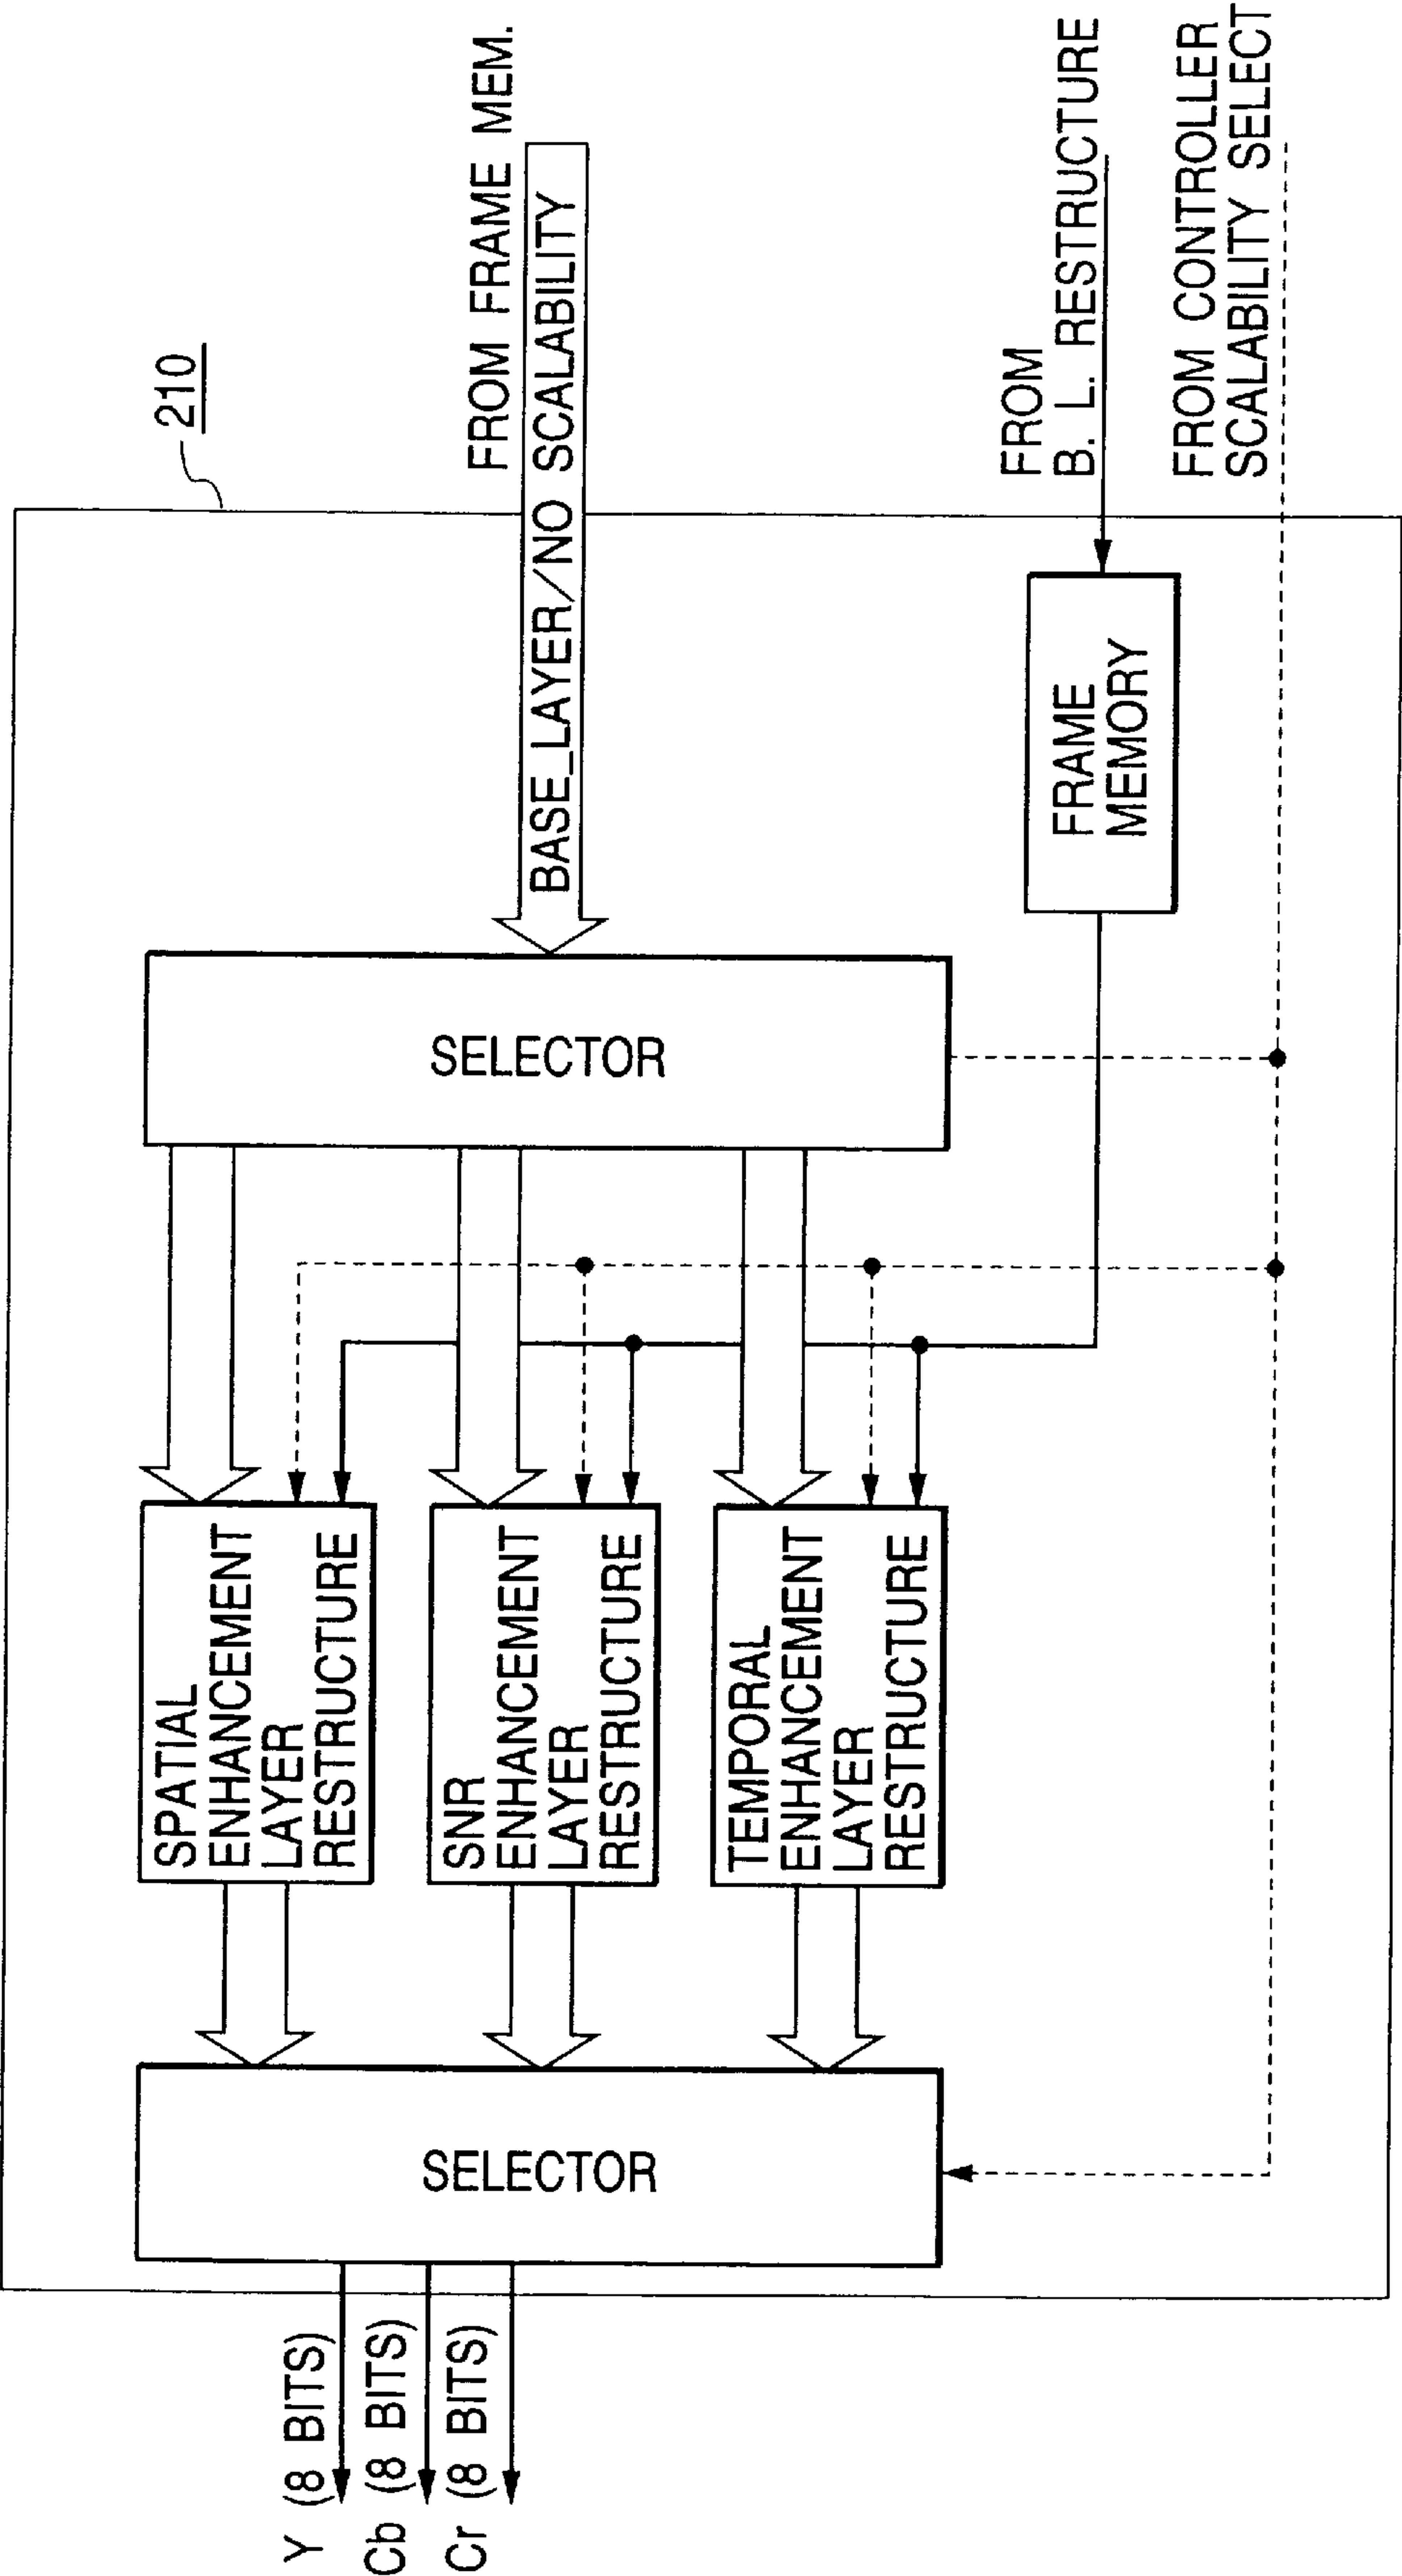 210
FROM FRAME MEM.
BASE_LAYER/NO SCALABILITY
FROM
B. L. RESTRUCTURE
FROM CONTROLLER
SCALABILITY SELECT
FRAME
MEMORY
SELECTOR
SPATIAL
ENHANCEMENT
LAYER
RESTRUCTURE
SNR
ENHANCEMENT
LAYER
RESTRUCTURE
TEMPORAL
ENHANCEMENT
LAYER
RESTRUCTURE
SELECTOR
Y (8 BITS)
Cb (8 BITS)
Cr (8 BITS)